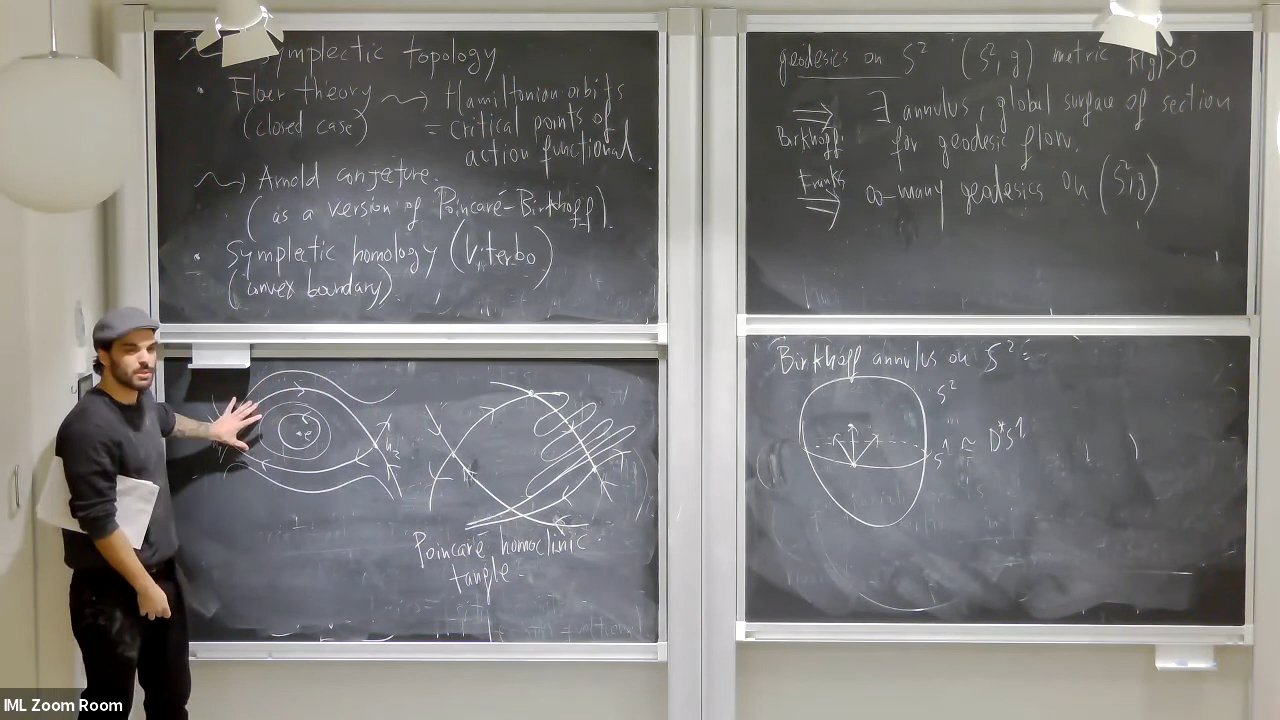 Symplectic topology
• Floer theory ⇝ Hamiltonian orbits
(closed case) = critical points of
action functional.
⇝ Arnold conjecture.
(as a version of Poincaré-Birkhoff).
• Symplectic homology (Viterbo)
(convex boundary)
e
h2
Poincaré homoclinic
tangle.
geodesics on S² (S², g) metric K(g)>0
⇒ ∃ annulus, global surface of section
Birkhoff for geodesic flow.
Franks
⇒ ∞-many geodesics on (S², g)
Birkhoff annulus on S²:
S²
S¹ ≅ D*S¹
IML Zoom Room